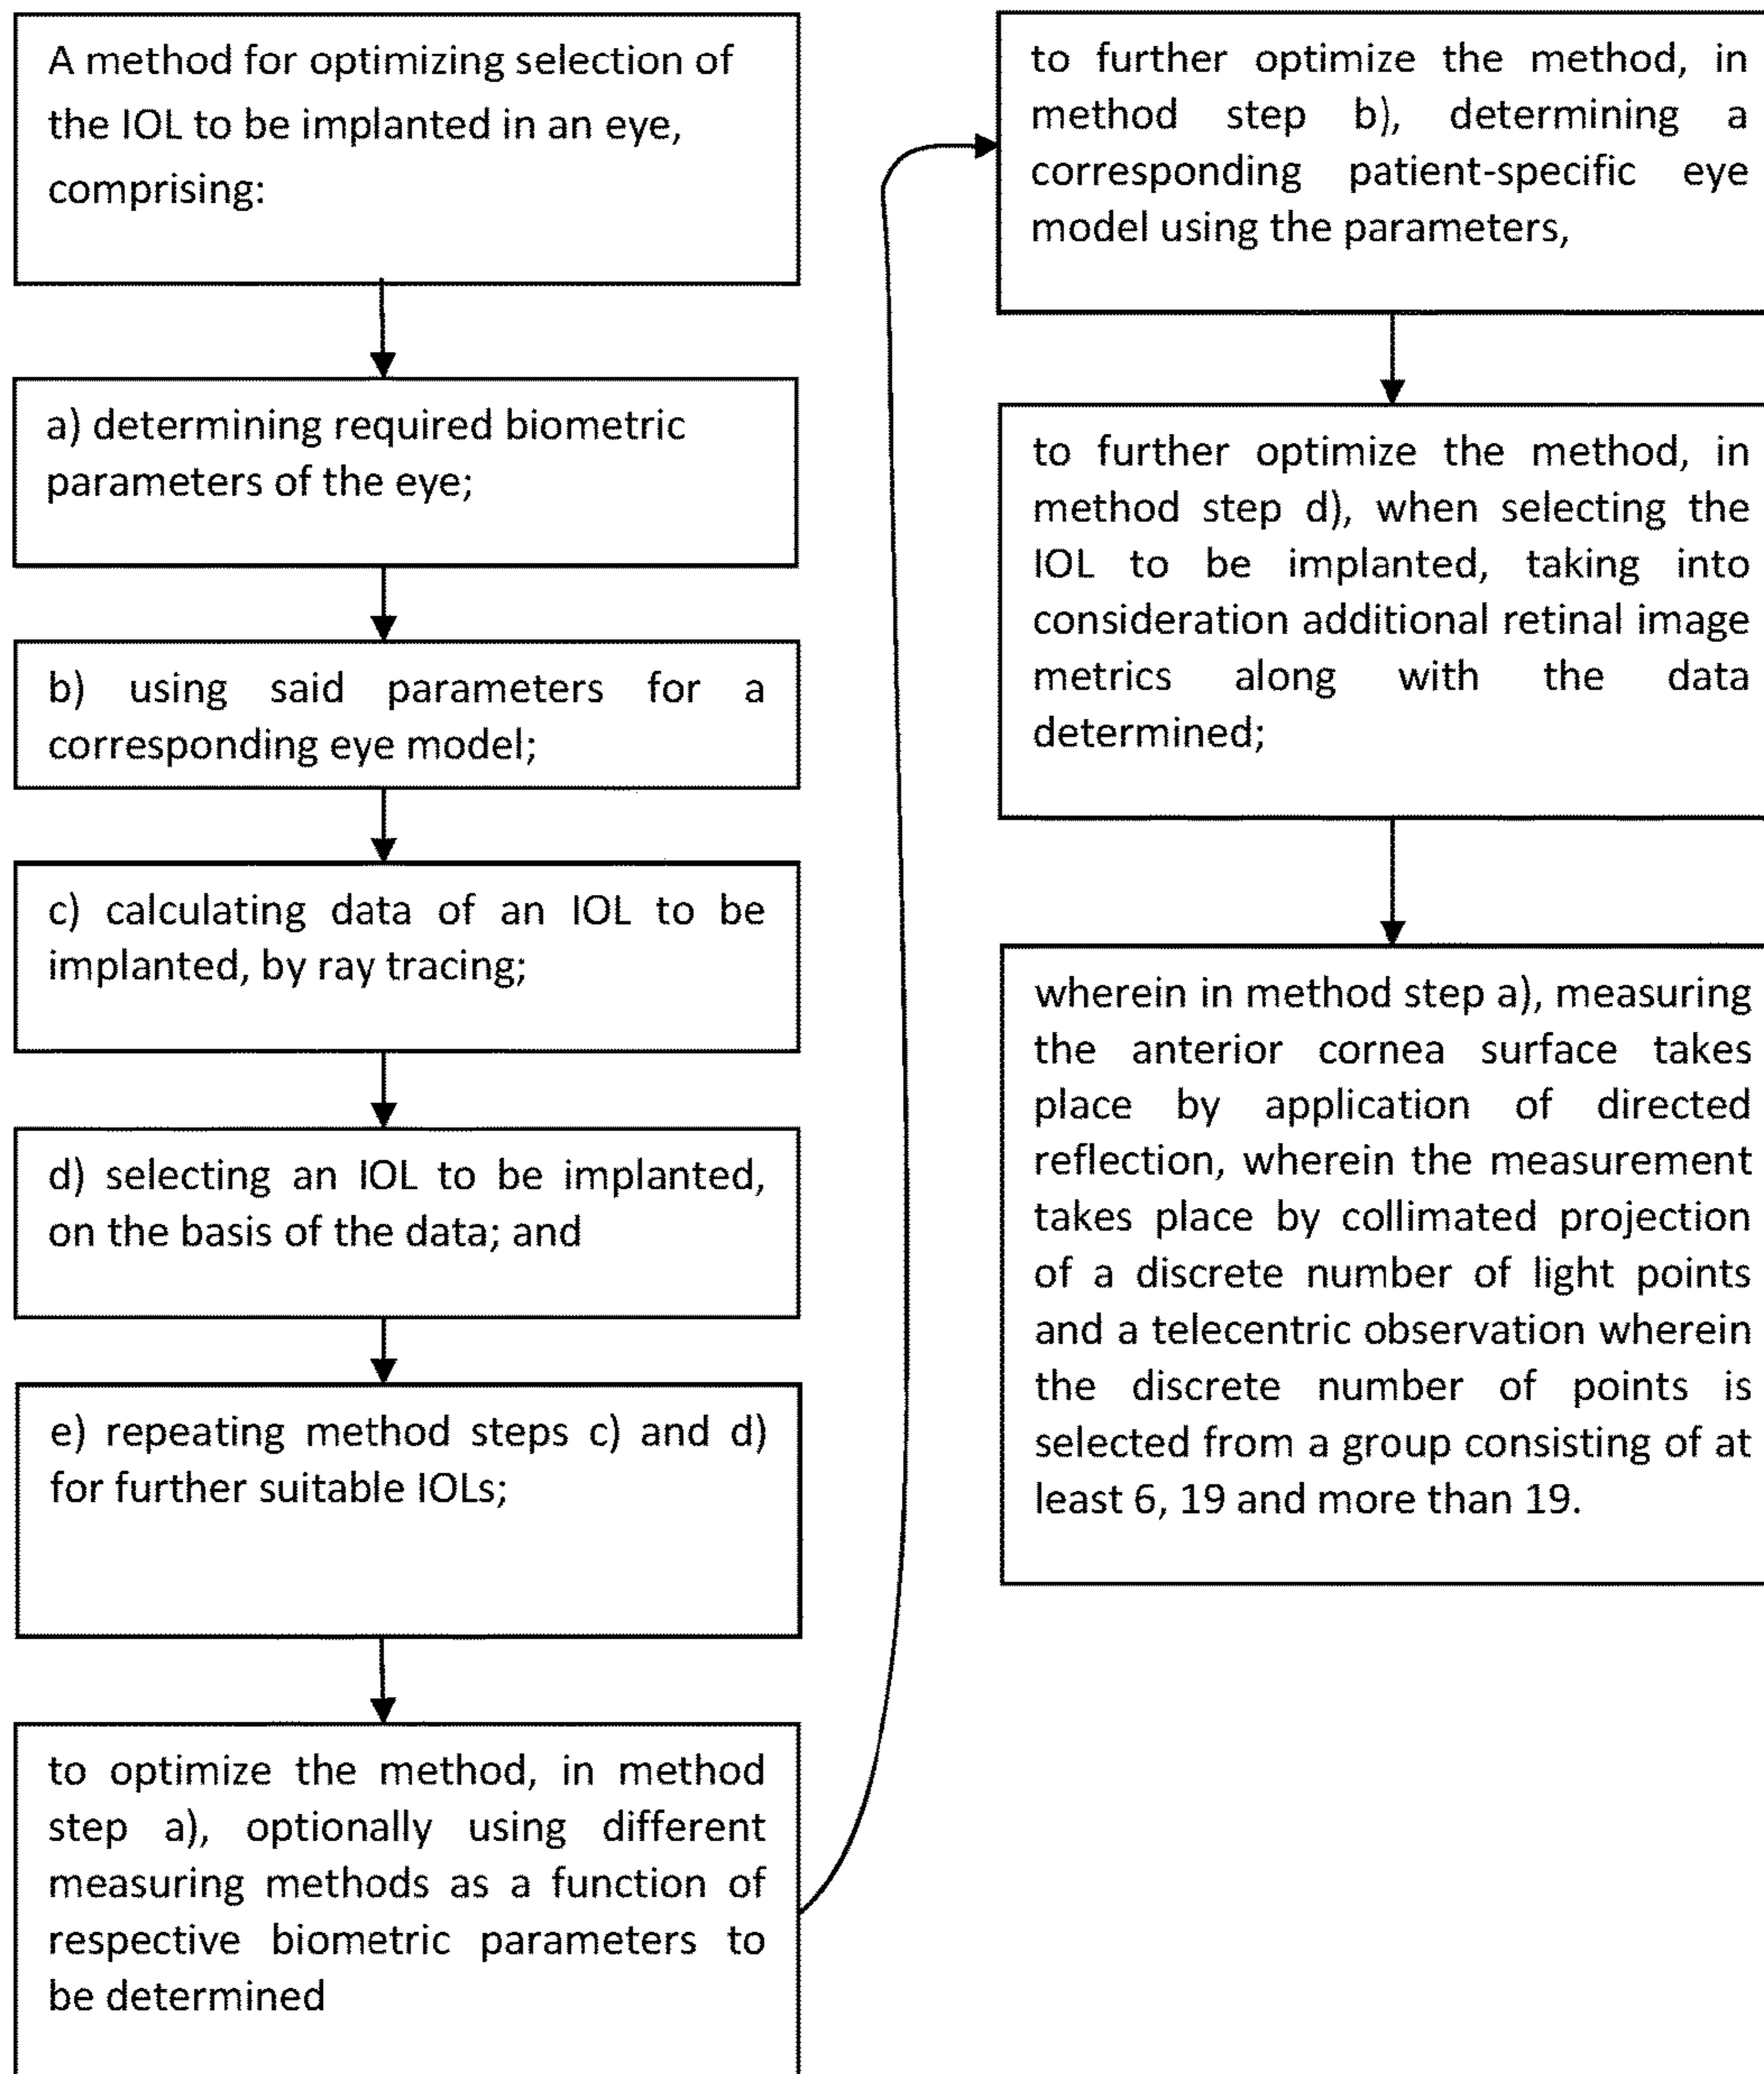 A method for optimizing selection of
the IOL to be implanted in an eye,
comprising:
a) determining required biometric
parameters of the eye;
b) using said parameters for a
corresponding eye model;
c) calculating data of an IOL to be
implanted, by ray tracing;
d) selecting an IOL to be implanted,
on the basis of the data; and
e) repeating method steps c) and d)
for further suitable IOLs;
to optimize the method, in method
step a), optionally using different
measuring methods as a function of
respective biometric parameters to
be determined
to further optimize the method, in
method step b), determining a
corresponding patient-specific eye
model using the parameters,
to further optimize the method, in
method step d), when selecting the
IOL to be implanted, taking into
consideration additional retinal image
metrics along with the data
determined;
wherein in method step a), measuring
the anterior cornea surface takes
place by application of directed
reflection, wherein the measurement
takes place by collimated projection
of a discrete number of light points
and a telecentric observation wherein
the discrete number of points is
selected from a group consisting of at
least 6, 19 and more than 19.